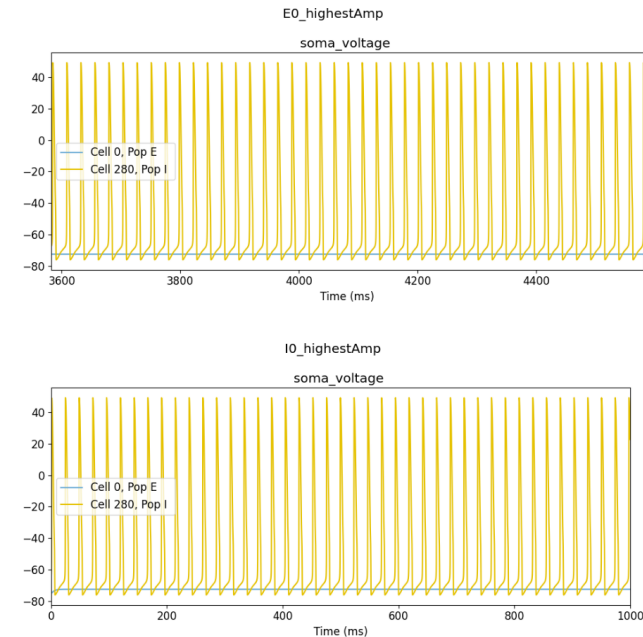 E0_highestAmp
soma_voltage
40
20
0
−20
−40
−60
−80
Cell 0, Pop E
Cell 280, Pop I
3600 3800 4000 4200 4400
Time (ms)
I0_highestAmp
soma_voltage
40
20
0
−20
−40
−60
−80
Cell 0, Pop E
Cell 280, Pop I
0 200 400 600 800 1000
Time (ms)